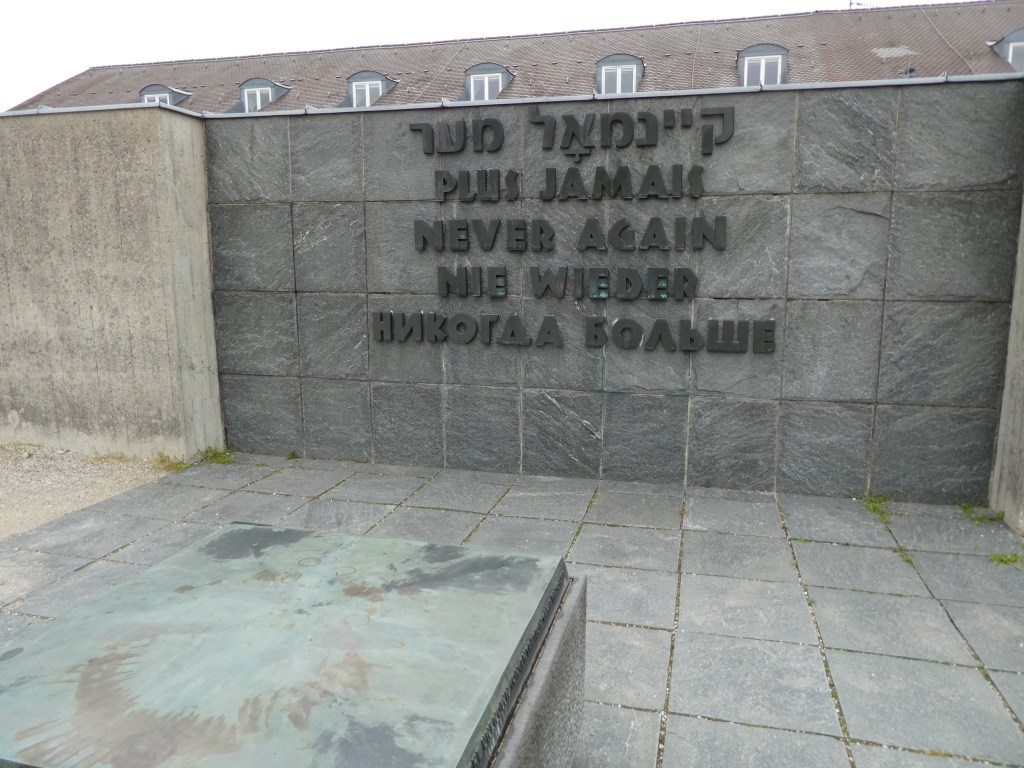 קיינמאָל מער
PLUS JAMAIS
NEVER AGAIN
NIE WIEDER
НИКОГДА БОЛЬШЕ